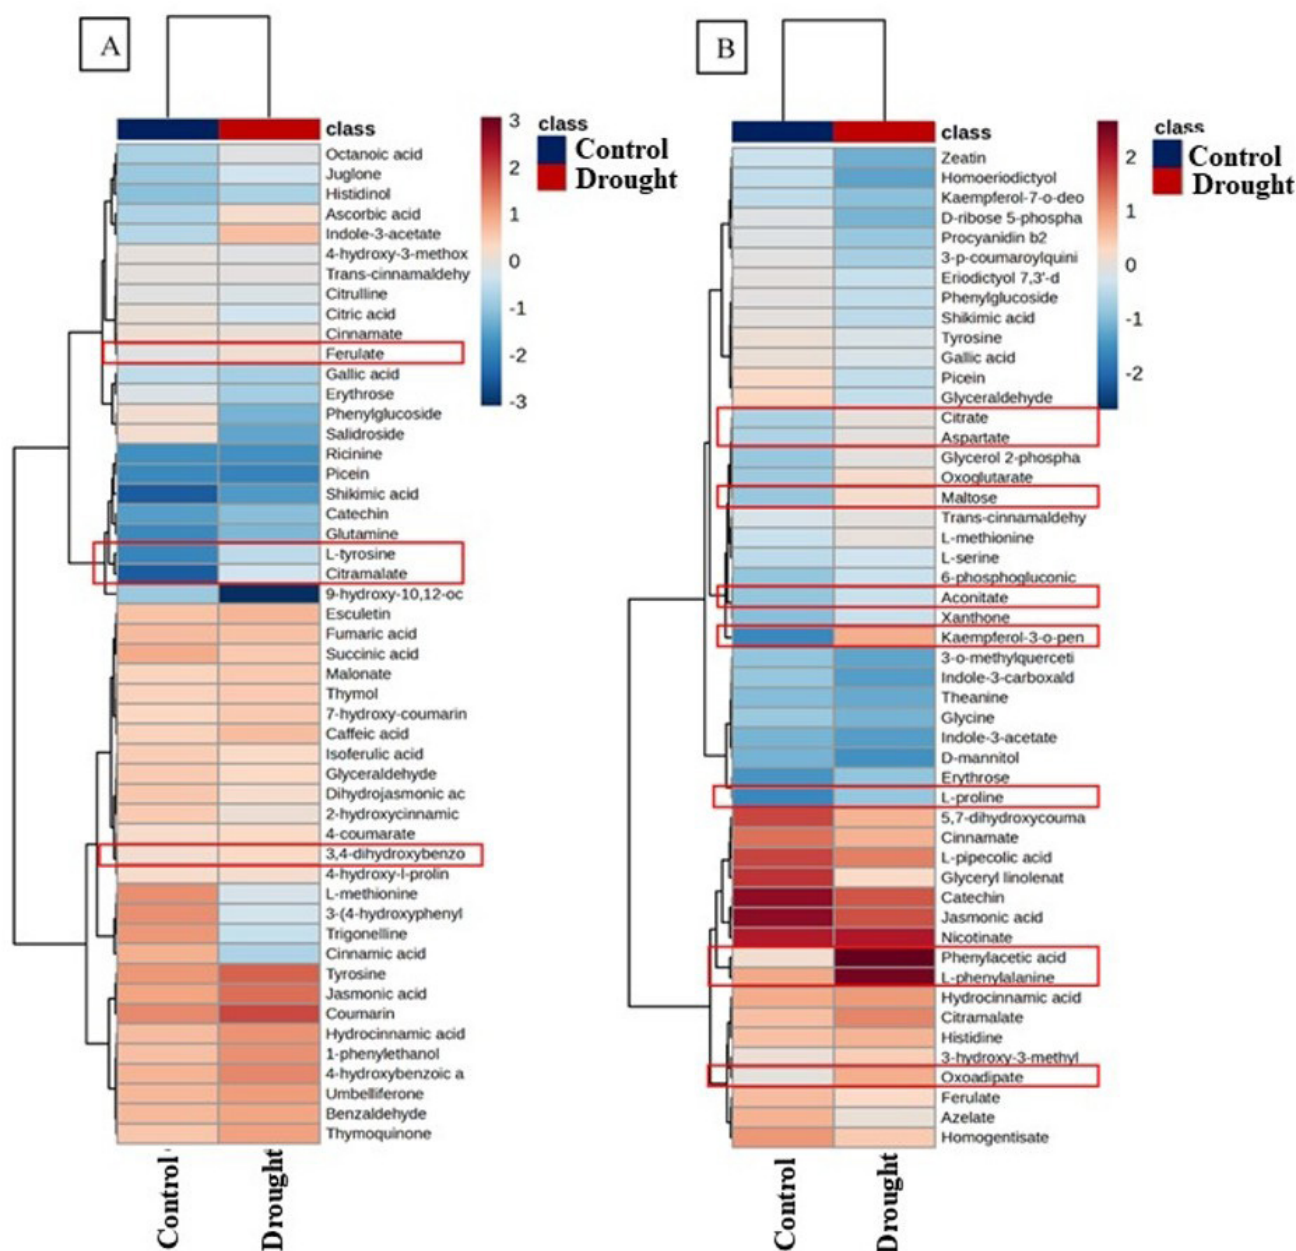 A
class
3
2
1
0
-1
-2
-3
class
Control
Drought
Octanoic acid
Juglone
Histidinol
Ascorbic acid
Indole-3-acetate
4-hydroxy-3-methox
Trans-cinnamaldehy
Citrulline
Citric acid
Cinnamate
Ferulate
Gallic acid
Erythrose
Phenylglucoside
Salidroside
Ricinine
Picein
Shikimic acid
Catechin
Glutamine
L-tyrosine
Citramalate
9-hydroxy-10,12-oc
Esculetin
Fumaric acid
Succinic acid
Malonate
Thymol
7-hydroxy-coumarin
Caffeic acid
Isoferulic acid
Glyceraldehyde
Dihydrojasmonic ac
2-hydroxycinnamic
4-coumarate
3,4-dihydroxybenzo
4-hydroxy-l-prolin
L-methionine
3-(4-hydroxyphenyl
Trigonelline
Cinnamic acid
Tyrosine
Jasmonic acid
Coumarin
Hydrocinnamic acid
1-phenylethanol
4-hydroxybenzoic a
Umbelliferone
Benzaldehyde
Thymoquinone
Control
Drought
B
class
2
1
0
-1
-2
class
Control
Drought
Zeatin
Homoeriodictyol
Kaempferol-7-o-deo
D-ribose 5-phospha
Procyanidin b2
3-p-coumaroylquini
Eriodictyol 7,3'-d
Phenylglucoside
Shikimic acid
Tyrosine
Gallic acid
Picein
Glyceraldehyde
Citrate
Aspartate
Glycerol 2-phospha
Oxoglutarate
Maltose
Trans-cinnamaldehy
L-methionine
L-serine
6-phosphogluconic
Aconitate
Xanthone
Kaempferol-3-o-pen
3-o-methylquerceti
Indole-3-carboxald
Theanine
Glycine
Indole-3-acetate
D-mannitol
Erythrose
L-proline
5,7-dihydroxycouma
Cinnamate
L-pipecolic acid
Glyceryl linolenat
Catechin
Jasmonic acid
Nicotinate
Phenylacetic acid
L-phenylalanine
Hydrocinnamic acid
Citramalate
Histidine
3-hydroxy-3-methyl
Oxoadipate
Ferulate
Azelate
Homogentisate
Control
Drought